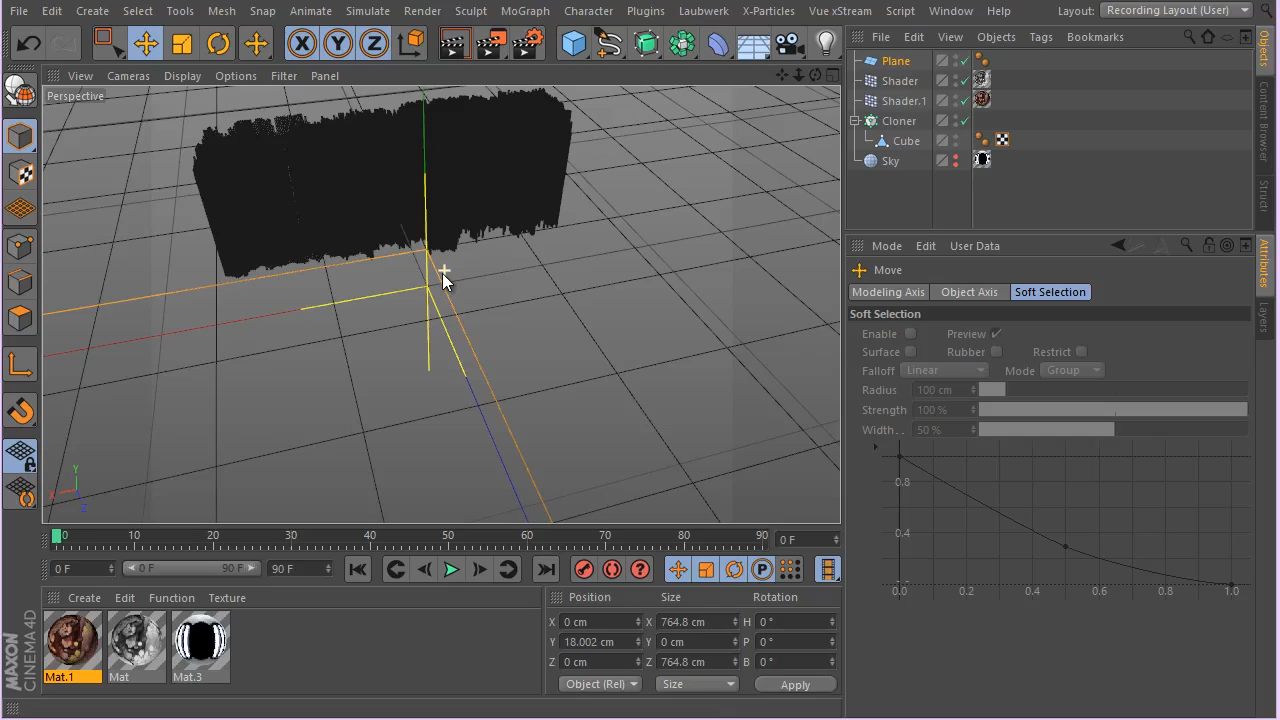 File Edit Create Select Tools Mesh Snap Animate Simulate Render Sculpt MoGraph Character Plugins Laubwerk X-Particles Vue xStream Script Window Help Layout: Recording Layout (User)
File Edit View Objects Tags Bookmarks
Objects
Content Browser
Structi
Plane
Shader
Shader.1
Cloner
Cube
Sky
View Cameras Display Options Filter Panel
Perspective
Y
X
Z
Mode Edit User Data
Attributes
Layers
Move
Modeling Axis Object Axis Soft Selection
Soft Selection
Enable Preview
Surface Rubber Restrict
Falloff Linear Mode Group
Radius 100 cm
Strength 100 %
Width.. 50 %
0.8
0.4
0.0 0.2 0.4 0.6 0.8 1.0
0 10 20 30 40 50 60 70 80 90 0 F
0 F 0 F 90 F 90 F
P
Create Edit Function Texture
Mat.1 Mat Mat.3
Position Size Rotation
X 0 cm X 764.8 cm H 0 °
Y 18.002 cm Y 0 cm P 0 °
Z 0 cm Z 764.8 cm B 0 °
Object (Rel) Size Apply
MAXON
CINEMA 4D